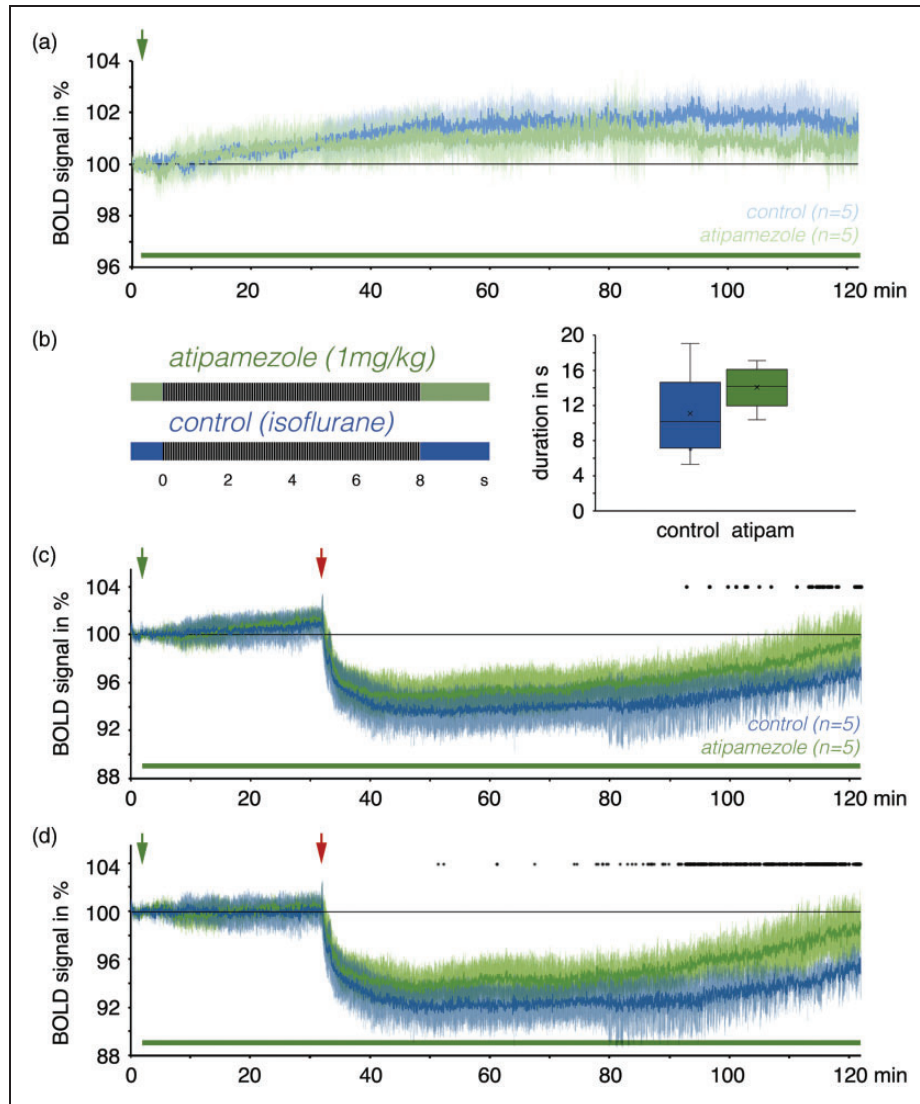 (a)
BOLD signal in %
104
102
100
98
96
control (n=5)
atipamezole (n=5)
0 20 40 60 80 100 120 min
(b)
atipamezole (1mg/kg)
control (isoflurane)
0 2 4 6 8 s
duration in s
20
16
12
8
4
0
control atipam
(c)
BOLD signal in %
104
100
96
92
88
control (n=5)
atipamezole (n=5)
0 20 40 60 80 100 120 min
(d)
BOLD signal in %
104
100
96
92
88
0 20 40 60 80 100 120 min